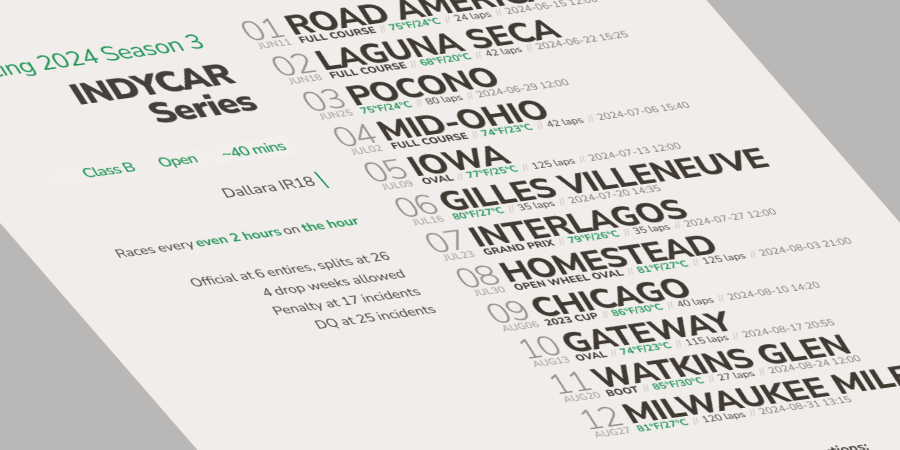 ing 2024 Season 3
INDYCAR
Series
Class B Open ~40 mins
Dallara IR18
Races every even 2 hours on the hour
Official at 6 entires, splits at 26
4 drop weeks allowed
Penalty at 17 incidents
DQ at 25 incidents
01 ROAD AMERICA
JUN11 FULL COURSE // 75°F/24°C // 24 laps // 2024-06-15 12:00
02 LAGUNA SECA
JUN18 FULL COURSE // 68°F/20°C // 42 laps // 2024-06-22 15:25
03 POCONO
JUN25 75°F/24°C // 80 laps // 2024-06-29 12:00
04 MID-OHIO
JUL02 FULL COURSE // 74°F/23°C // 42 laps // 2024-07-06 15:40
05 IOWA
JUL09 OVAL // 77°F/25°C // 125 laps // 2024-07-13 12:00
06 GILLES VILLENEUVE
JUL16 80°F/27°C // 35 laps // 2024-07-20 14:35
07 INTERLAGOS
JUL23 GRAND PRIX // 79°F/26°C // 35 laps // 2024-07-27 12:00
08 HOMESTEAD
JUL30 OPEN WHEEL OVAL // 81°F/27°C // 125 laps // 2024-08-03 21:00
09 CHICAGO
AUG06 2023 CUP // 86°F/30°C // 40 laps // 2024-08-10 14:20
10 GATEWAY
AUG13 OVAL // 74°F/23°C // 115 laps // 2024-08-17 20:55
11 WATKINS GLEN
AUG20 BOOT // 85°F/30°C // 27 laps // 2024-08-24 12:00
12 MILWAUKEE MILE
AUG27 81°F/27°C // 120 laps // 2024-08-31 13:15